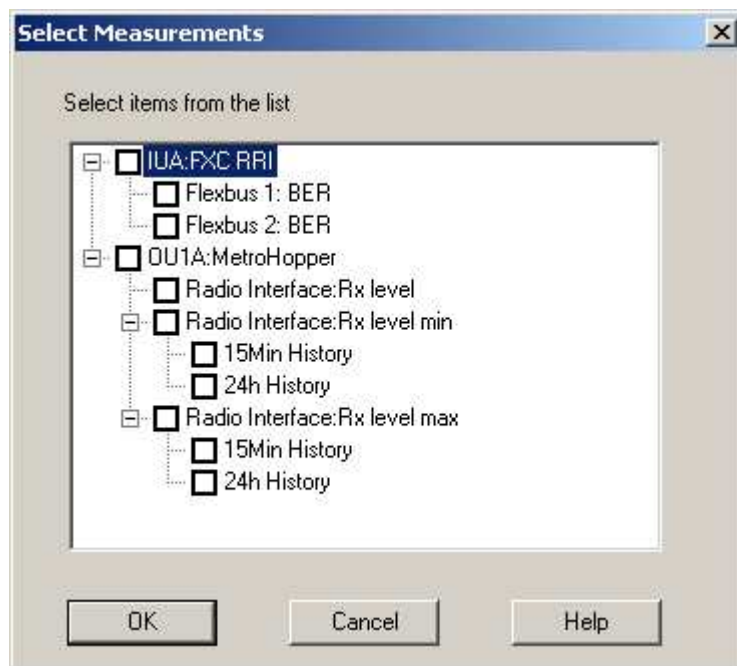 Select Measurements
Select items from the list
IUA:FXC RRI
Flexbus 1: BER
Flexbus 2: BER
OU1A:MetroHopper
Radio Interface:Rx level
Radio Interface:Rx level min
15Min History
24h History
Radio Interface:Rx level max
15Min History
24h History
OK Cancel Help